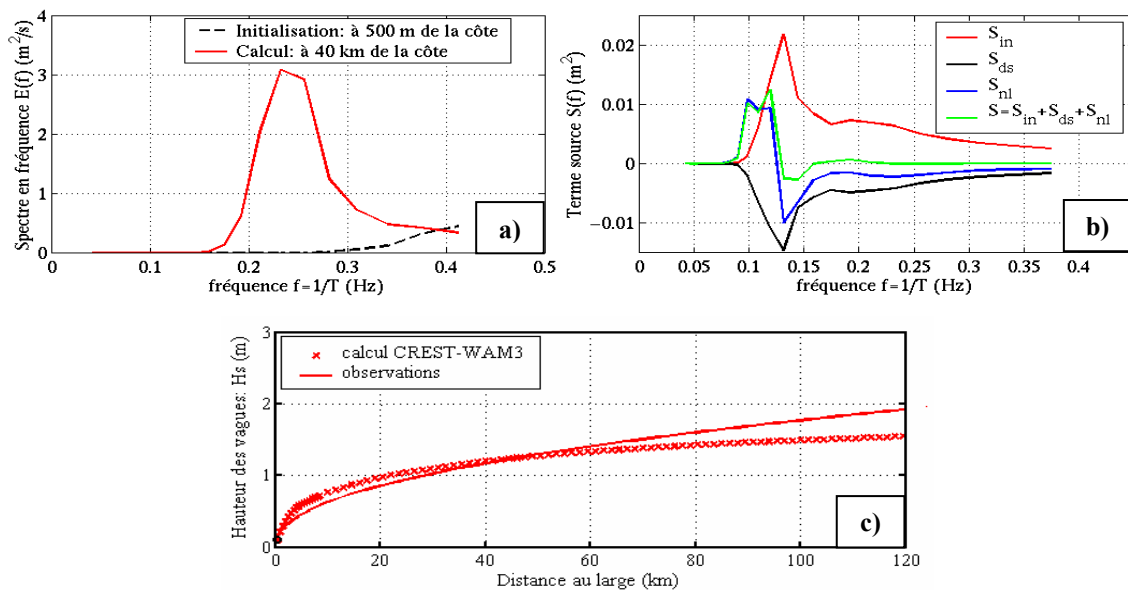 a)
Spectre en fréquence E(f) (m²/s)
4
3
2
1
0
Initialisation: à 500 m de la côte
Calcul: à 40 km de la côte
0
0.1
0.2
0.3
0.4
0.5
fréquence f=1/T (Hz)
a)
b)
Terme source S(f) (m²)
0.02
0.01
0
−0.01
S_in
S_ds
S_nl
S=S_in+S_ds+S_nl
0
0.05
0.1
0.15
0.2
0.25
0.3
0.35
0.4
fréquence f=1/T (Hz)
b)
Hauteur des vagues: Hs (m)
3
2
1
0
calcul CREST-WAM3
observations
0
20
40
60
80
100
120
Distance au large (km)
c)